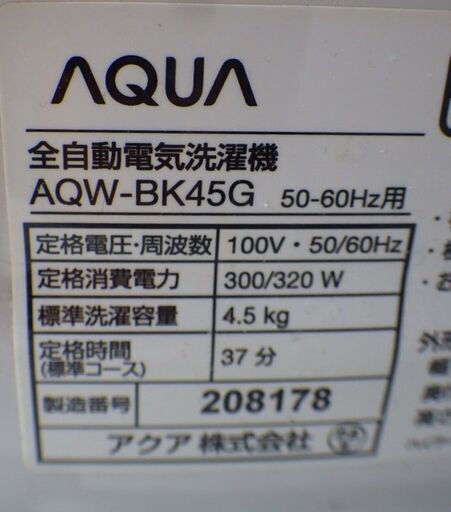 AQUA
全自動電気洗濯機
AQW-BK45G 50-60Hz用
定格電圧・周波数 100V・50/60Hz
定格消費電力 300/320 W
標準洗濯容量 4.5 kg
定格時間 37 分
(標準コース)
製造番号 208178
アクア 株式会社